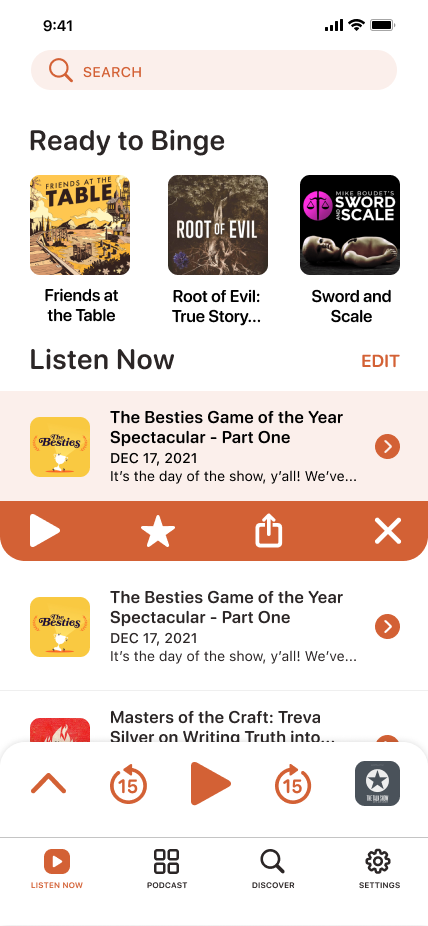 9:41
SEARCH
Ready to Binge
FRIENDS AT THE
TABLE
ROOT OF EVIL
MIKE BOUDET'S
SWORD
AND
SCALE
Friends at
the Table
Root of Evil:
True Story...
Sword and
Scale
Listen Now
EDIT
The Besties Game of the Year
Spectacular - Part One
DEC 17, 2021
It's the day of the show, y'all! We've...
The
Besties
The Besties Game of the Year
Spectacular - Part One
DEC 17, 2021
It's the day of the show, y'all! We've...
The
Besties
Masters of the Craft: Treva
Silver on Writing Truth into...
15
15
THE TALK SHOW
LISTEN NOW
PODCAST
DISCOVER
SETTINGS